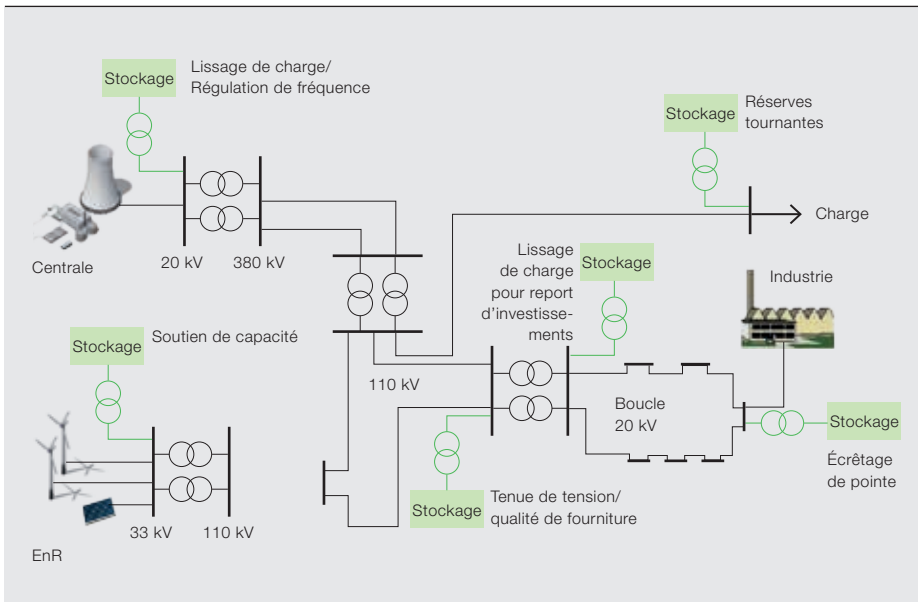 Stockage
Lissage de charge/
Régulation de fréquence
Centrale
20 kV
380 kV
Stockage
Réserves
tournantes
Charge
Lissage
de charge
pour report
d'investisse-
ments
Stockage
Industrie
Stockage
Soutien de capacité
110 kV
Boucle
20 kV
Stockage
Écrêtage
de pointe
Stockage
Tenue de tension/
qualité de fourniture
33 kV
110 kV
EnR